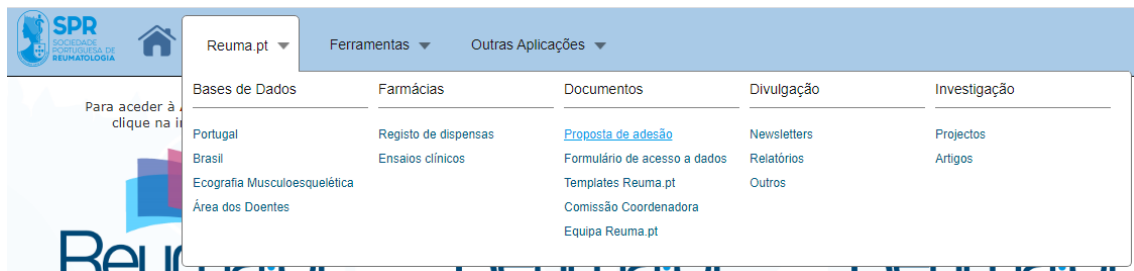 SPR
SOCIEDADE
PORTUGUESA DE
REUMATOLOGIA
Reuma.pt
Ferramentas
Outras Aplicações
Para aceder à
clique na
Bases de Dados
Portugal
Brasil
Ecografia Musculoesquelética
Área dos Doentes
Farmácias
Registo de dispensas
Ensaios clínicos
Documentos
Proposta de adesão
Formulário de acesso a dados
Templates Reuma.pt
Comissão Coordenadora
Equipa Reuma.pt
Divulgação
Newsletters
Relatórios
Outros
Investigação
Projectos
Artigos